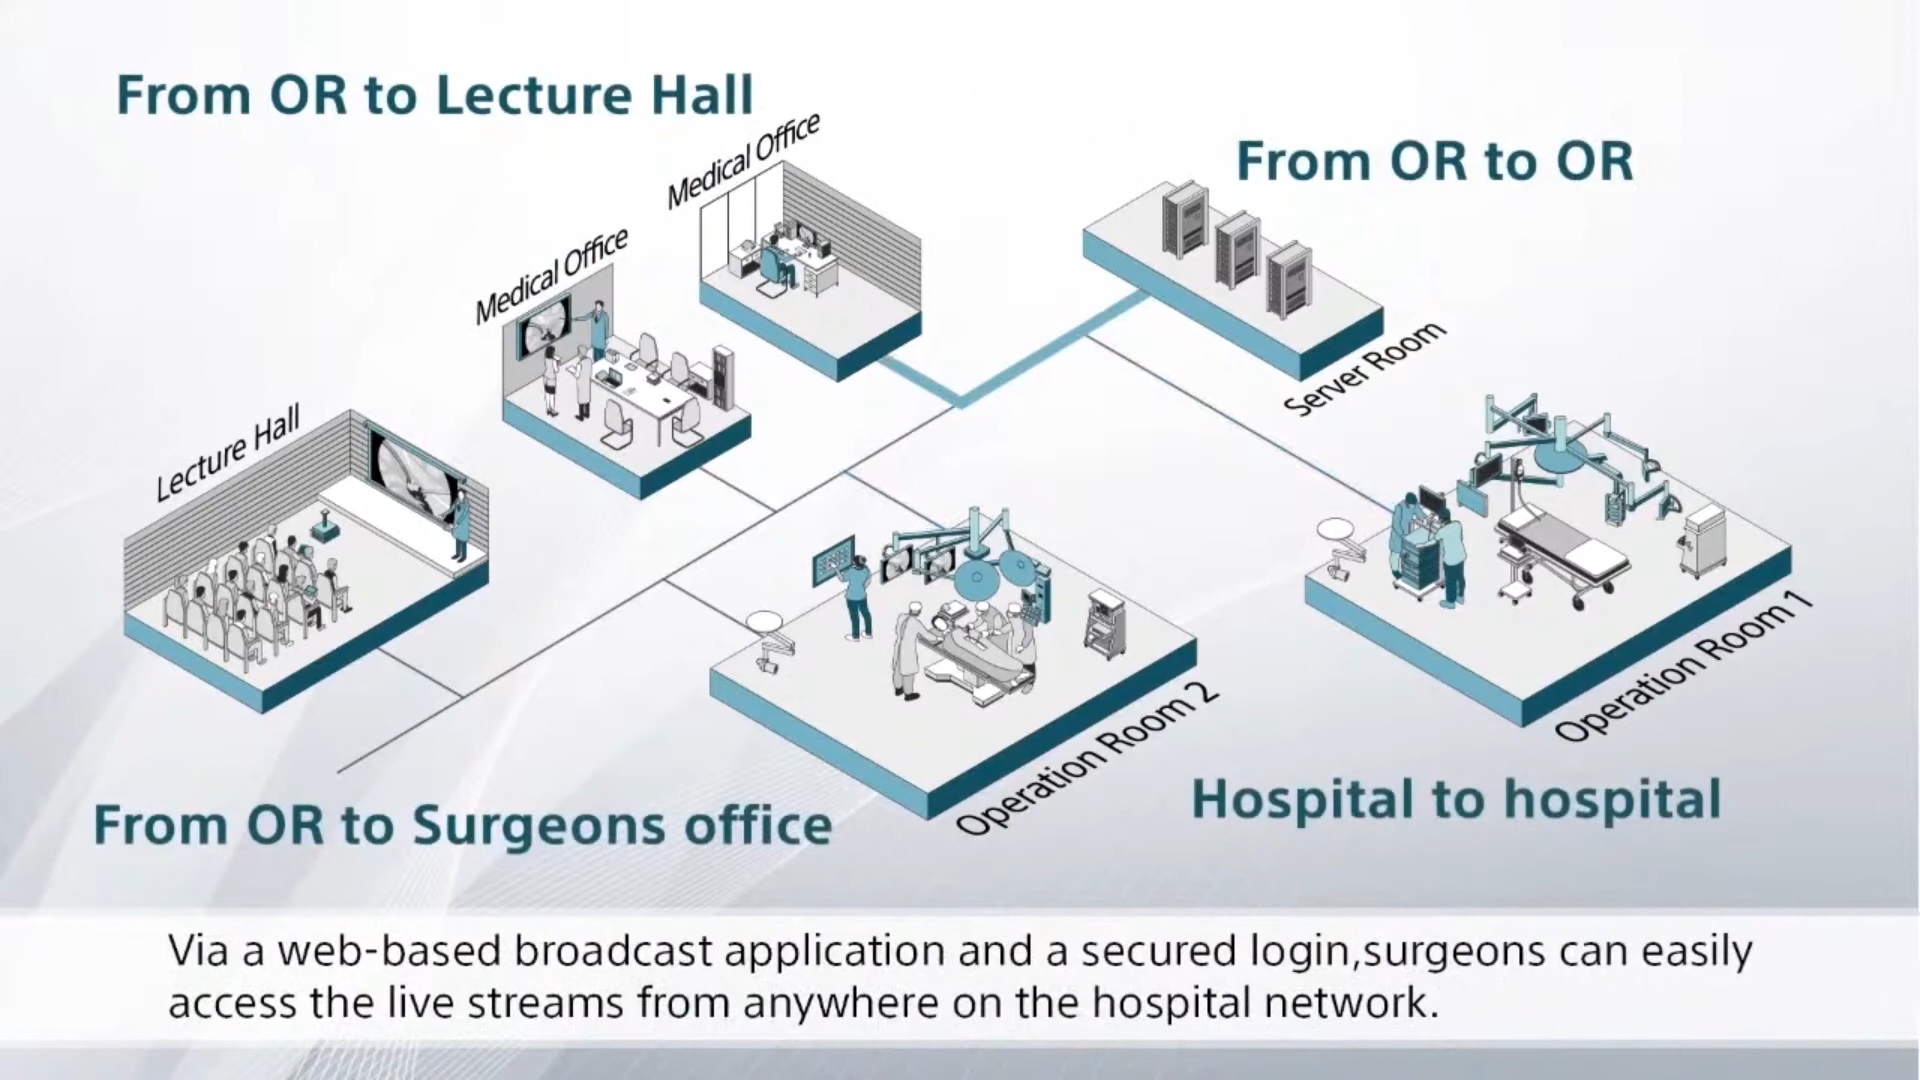 From OR to Lecture Hall
Medical Office
From OR to OR
Medical Office
Server Room
Lecture Hall
Operation Room 1
Operation Room 2
Hospital to hospital
From OR to Surgeons office
Via a web-based broadcast application and a secured login,surgeons can easily
access the live streams from anywhere on the hospital network.